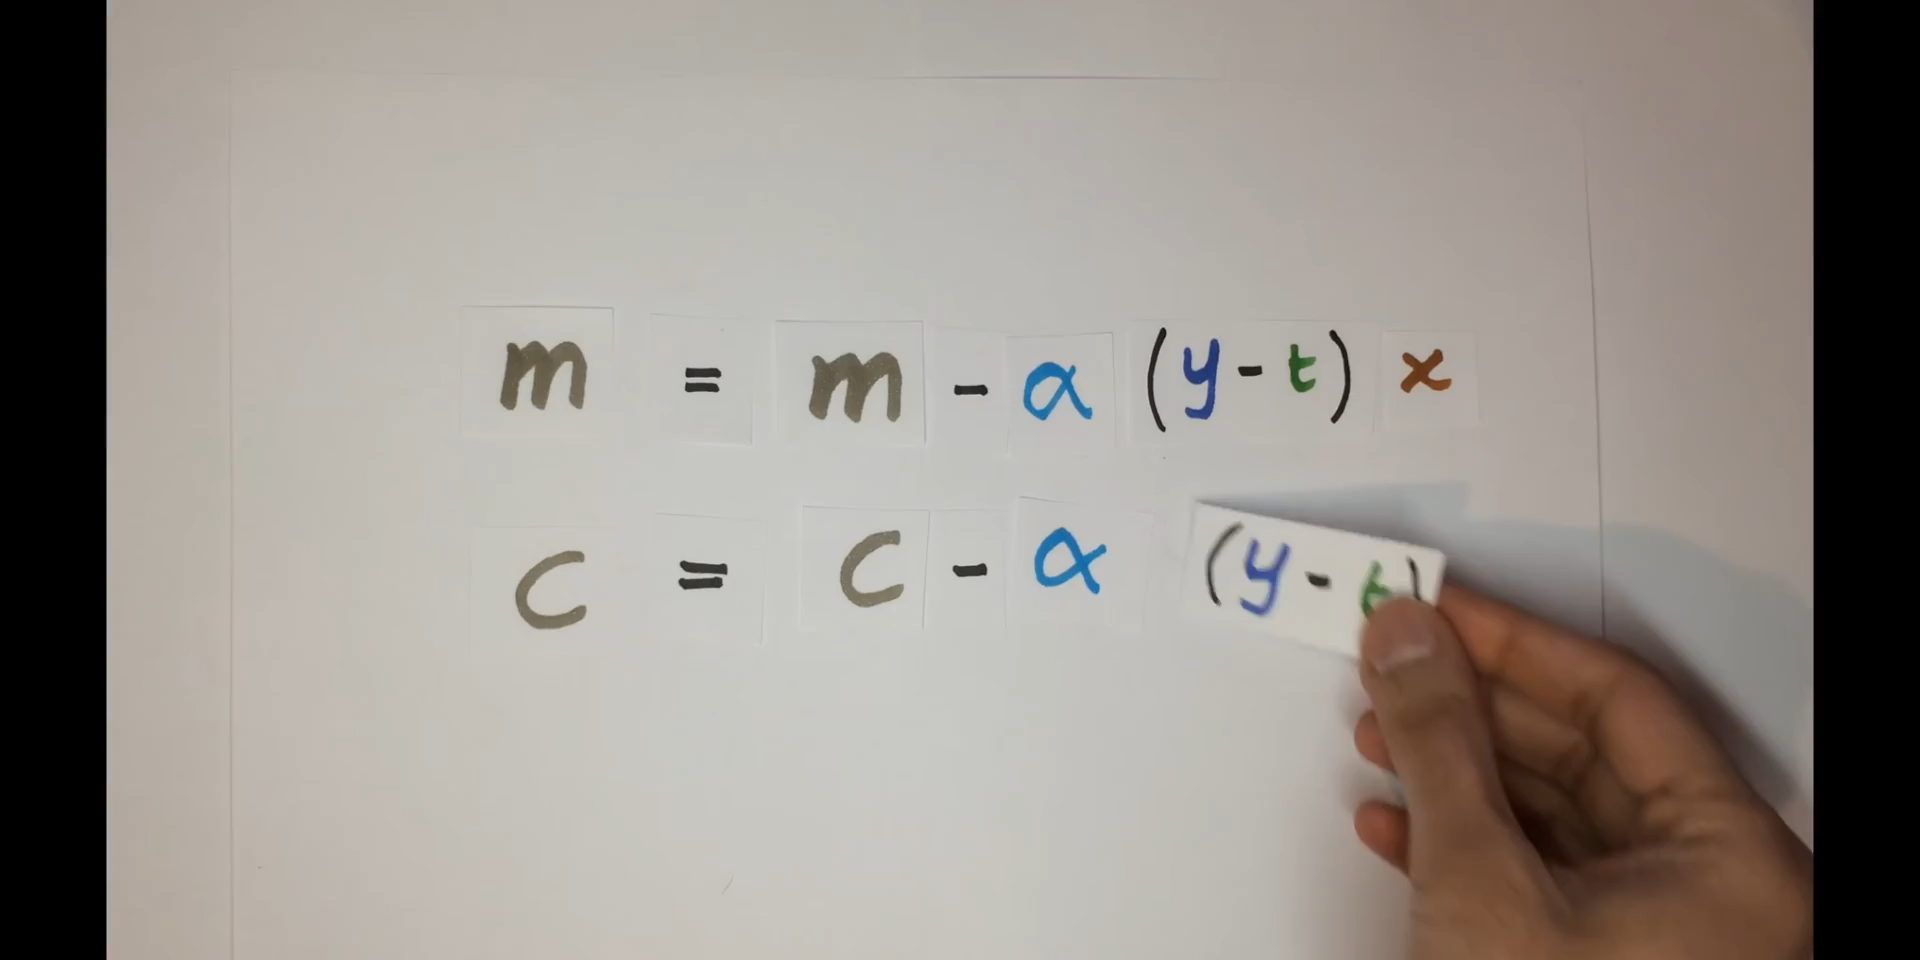 m = m - α (y - t) x
c = c - α (y - t)